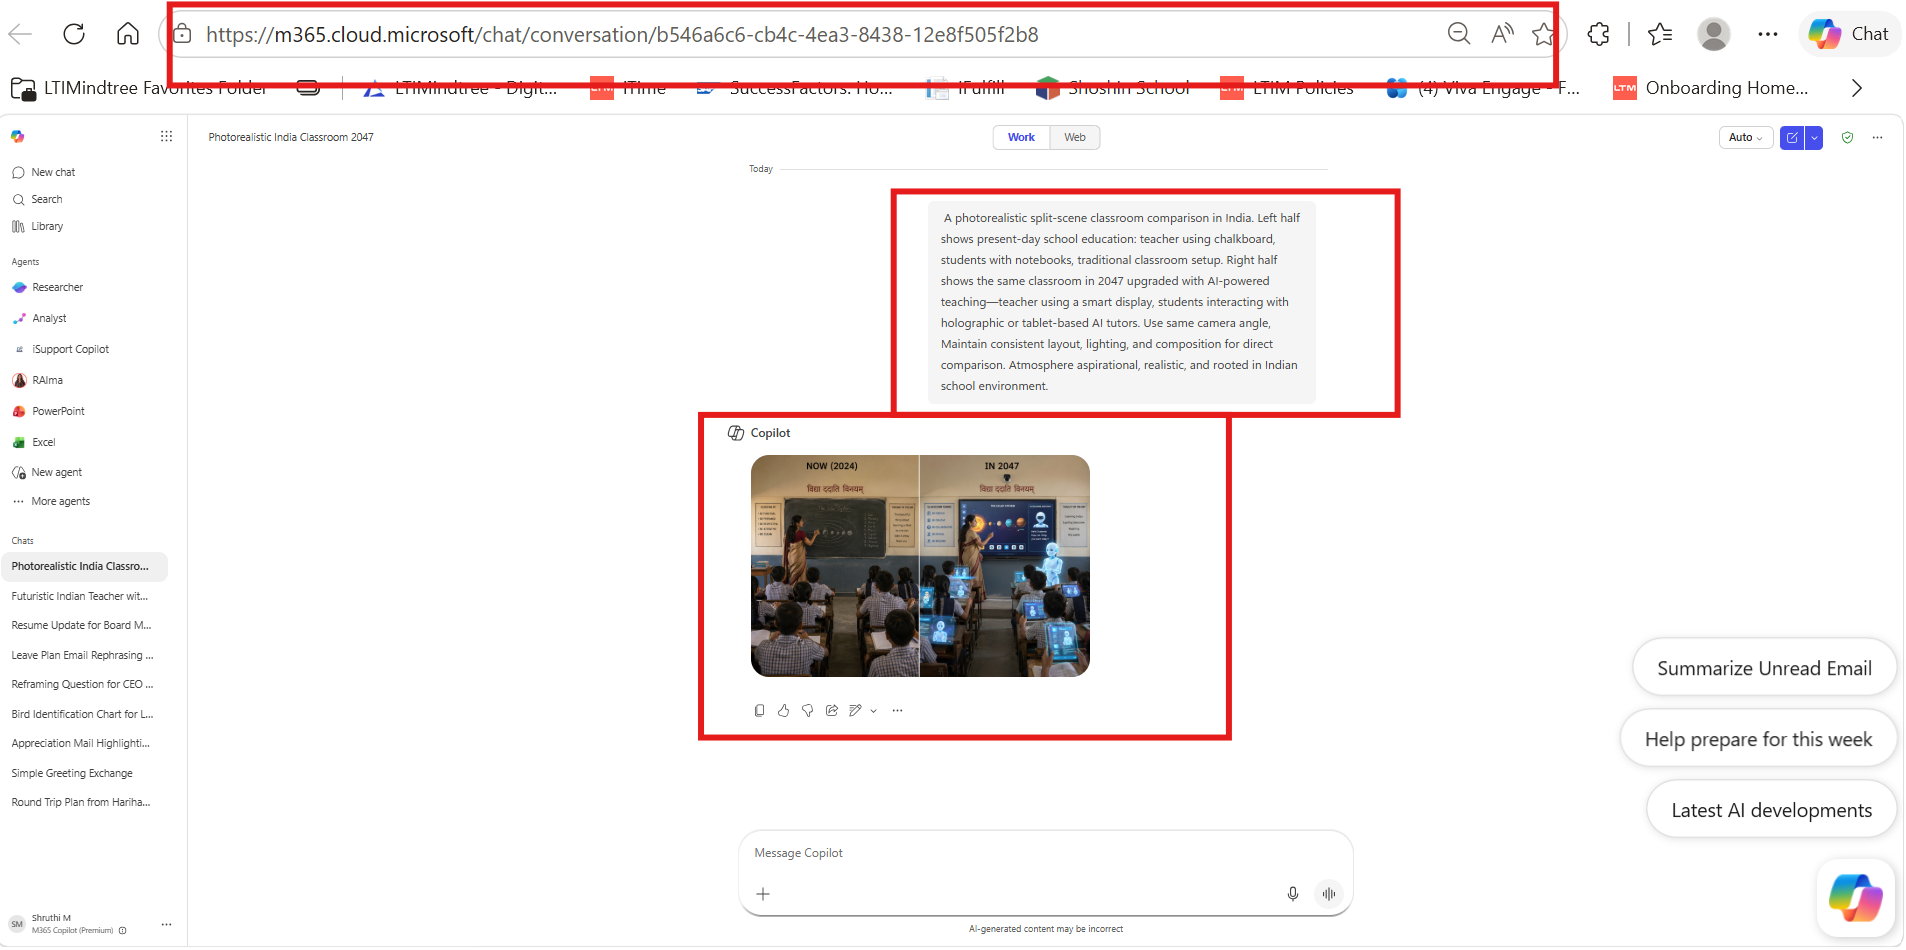 https://m365.cloud.microsoft/chat/conversation/b546a6c6-cb4c-4ea3-8438-12e8f505f2b8
Chat
LTIMindtree Favorites Folder
LTIMindtree - Digit...
iTime
SuccessFactors: Ho...
iFulfill
Shoshin School
LTIM Policies
(4) Viva Engage - F...
LTM
Onboarding Home...
Photorealistic India Classroom 2047
Work
Web
Auto
New chat
Search
Library
Agents
Researcher
Analyst
iSupport Copilot
RAIma
PowerPoint
Excel
New agent
More agents
Chats
Photorealistic India Classro...
Futuristic Indian Teacher wit...
Resume Update for Board M...
Leave Plan Email Rephrasing ...
Reframing Question for CEO ...
Bird Identification Chart for L...
Appreciation Mail Highlighti...
Simple Greeting Exchange
Round Trip Plan from Hariha...
SM
Shruthi M
M365 Copilot (Premium)
Today
A photorealistic split-scene classroom comparison in India. Left half
shows present-day school education: teacher using chalkboard,
students with notebooks, traditional classroom setup. Right half
shows the same classroom in 2047 upgraded with AI-powered
teaching—teacher using a smart display, students interacting with
holographic or tablet-based AI tutors. Use same camera angle,
Maintain consistent layout, lighting, and composition for direct
comparison. Atmosphere aspirational, realistic, and rooted in Indian
school environment.
Copilot
NOW (2024)
विद्या ददाति विनयम्
IN 2047
विद्या ददाति विनयम्
Summarize Unread Email
Help prepare for this week
Latest AI developments
Message Copilot
AI-generated content may be incorrect